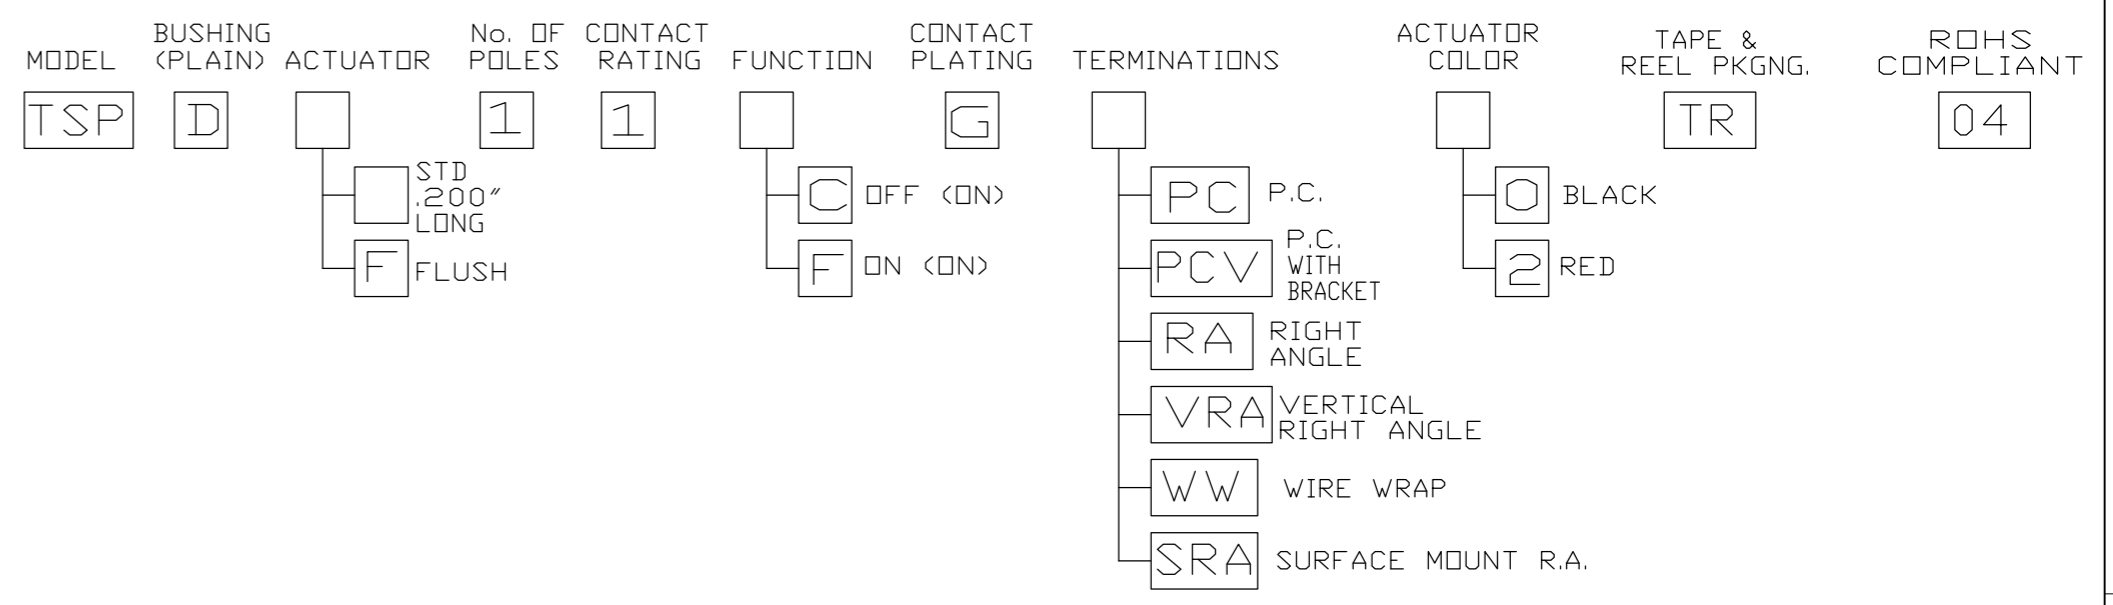 BUSHING
No. OF
CONTACT
CONTACT
ACTUATOR
TAPE &
ROHS
MODEL
(PLAIN)
ACTUATOR
POLES
RATING
FUNCTION
PLATING
TERMINATIONS
COLOR
REEL PKGNG.
COMPLIANT
TSP
D
1
1
G
TR
04
STD
.200"
LONG
F FLUSH
C OFF (ON)
F ON (ON)
PC P.C.
PCV P.C.
WITH
BRACKET
RA RIGHT
ANGLE
VRA VERTICAL
RIGHT ANGLE
WW WIRE WRAP
SRA SURFACE MOUNT R.A.
0 BLACK
2 RED